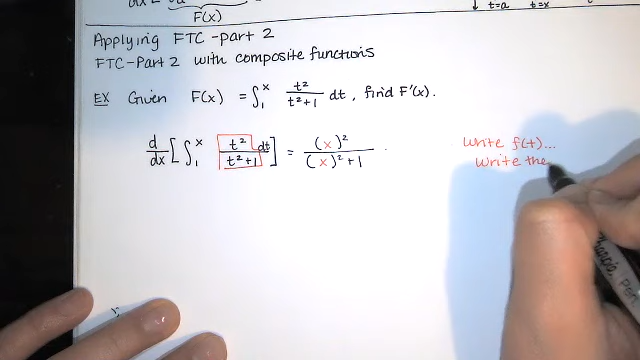 F(x)
t=a t=x
Applying FTC-part 2
FTC-Part 2 with composite functions
EX Given F(x) = ∫₁ˣ t²/(t²+1) dt, find F'(x).
d/dx [ ∫₁ˣ t²/(t²+1) dt ] = (x)²/((x)²+1) .
write f(t)...
write the